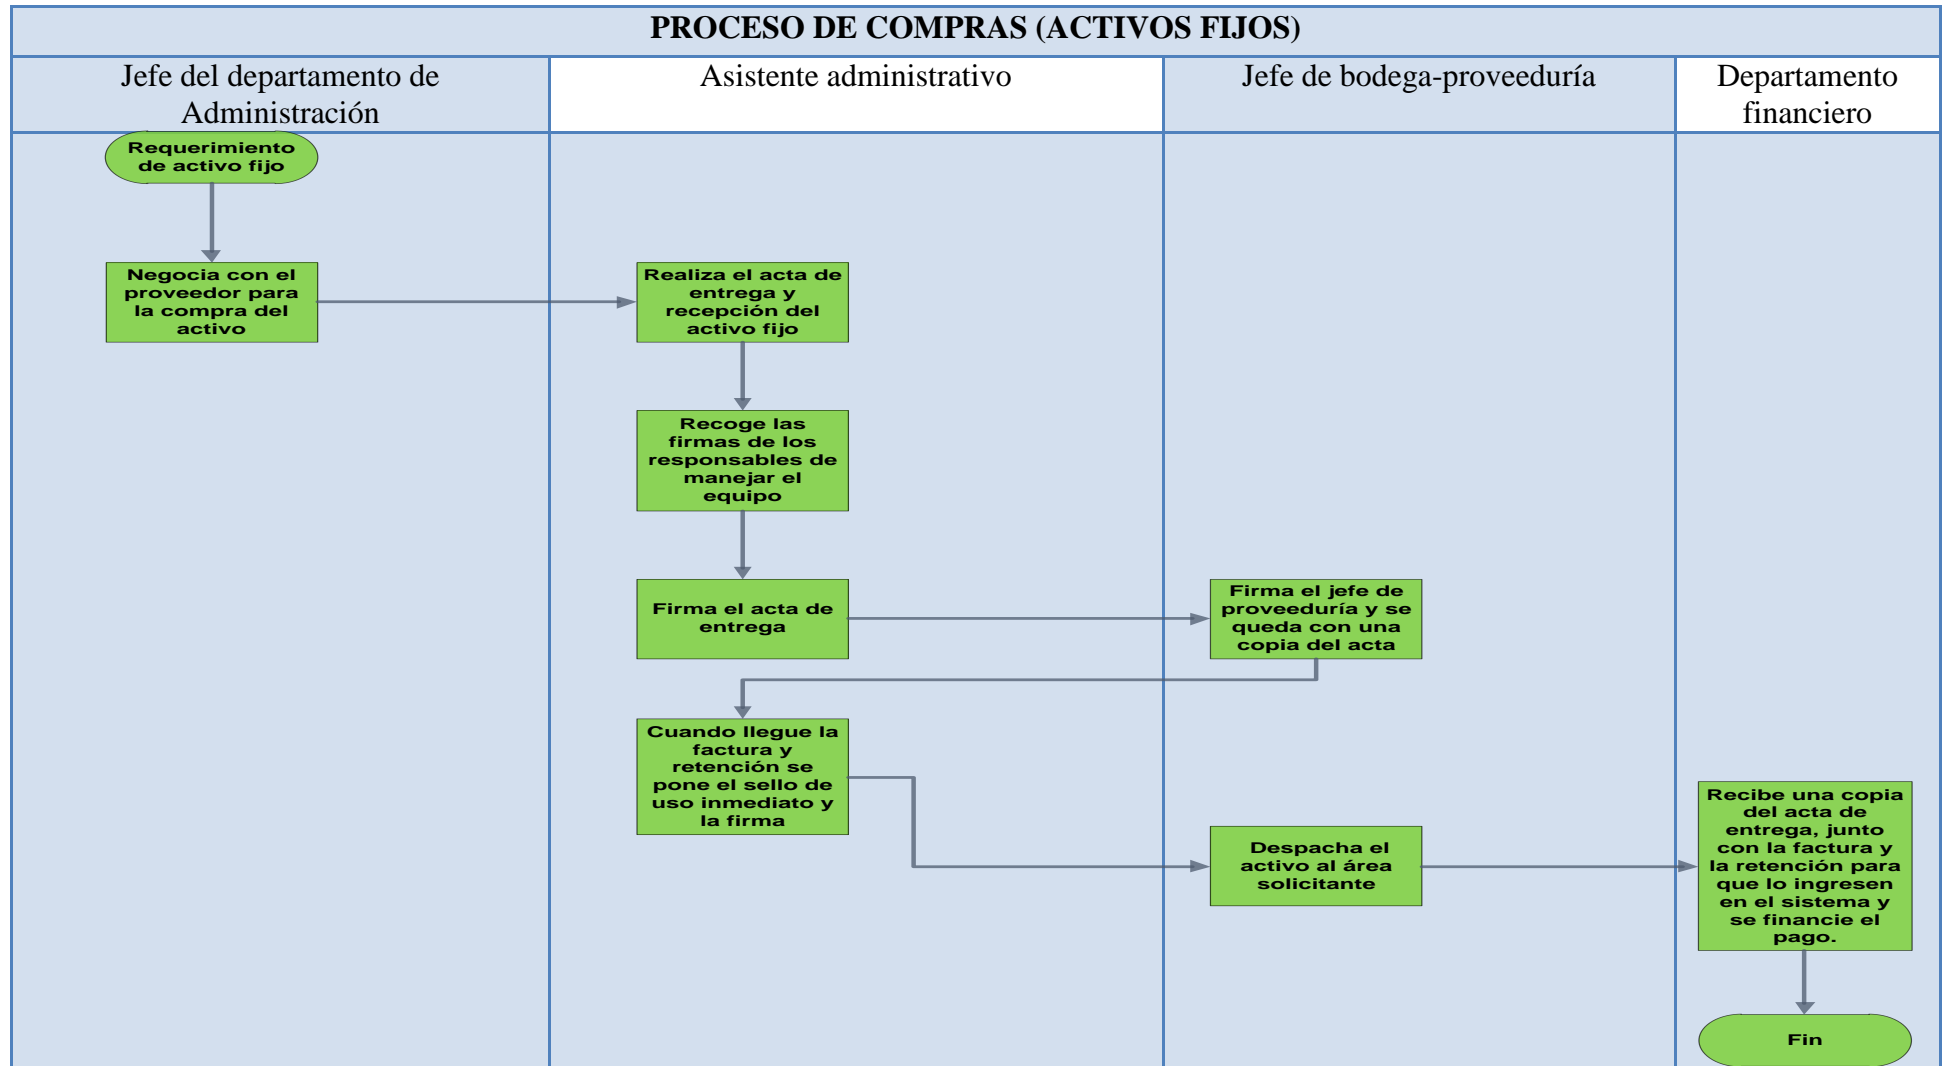 PROCESO DE COMPRAS (ACTIVOS FIJOS)
Jefe del departamento de
Administración
Asistente administrativo
Jefe de bodega-proveeduría
Departamento
financiero
Requerimiento
de activo fijo
Negocia con el
proveedor para
la compra del
activo
Realiza el acta de
entrega y
recepción del
activo fijo
Recoge las
firmas de los
responsables de
manejar el
equipo
Firma el acta de
entrega
Firma el jefe de
proveeduría y se
queda con una
copia del acta
Cuando llegue la
factura y
retención se
pone el sello de
uso inmediato y
la firma
Despacha el
activo al área
solicitante
Recibe una copia
del acta de
entrega, junto
con la factura y
la retención para
que lo ingresen
en el sistema y
se financie el
pago.
Fin